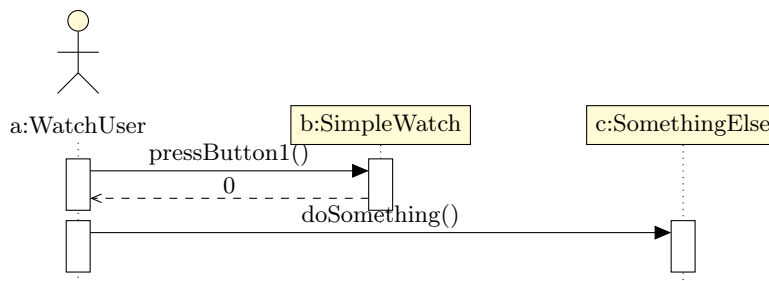 a:WatchUser
b:SimpleWatch
c:SomethingElse
pressButton1()
0
doSomething()